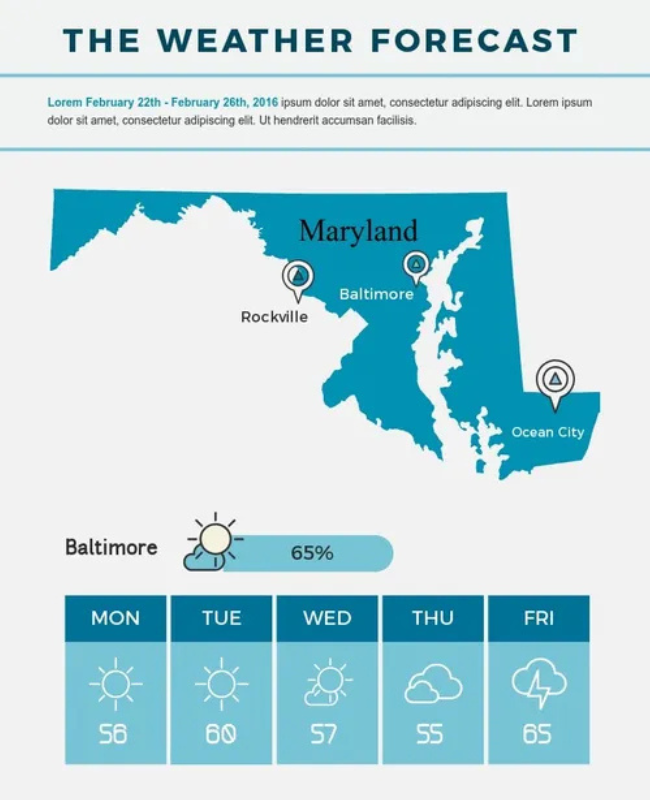 THE WEATHER FORECAST
Lorem February 22th - February 26th, 2016 ipsum dolor sit amet, consectetur adipiscing elit. Lorem ipsum
dolor sit amet, consectetur adipiscing elit. Ut hendrerit accumsan facilisis.
Maryland
Baltimore
Rockville
Ocean City
Baltimore
65%
MON TUE WED THU FRI
56 60 57 55 65